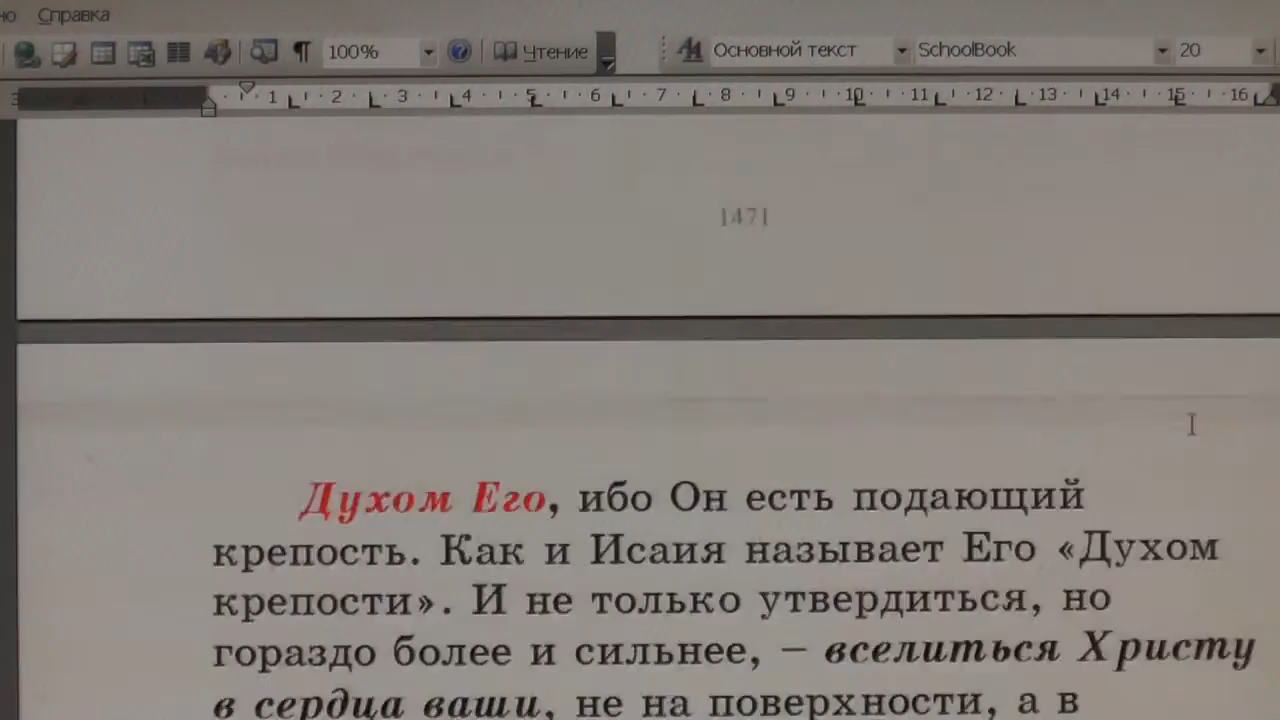 Справка
100%
Чтение
Основной текст
SchoolBook
20
1 2 3 4 5 6 7 8 9 10 11 12 13 14 15 16
1471
Духом Его, ибо Он есть подающий
крепость. Как и Исаия называет Его «Духом
крепости». И не только утвердиться, но
гораздо более и сильнее, – вселиться Христу
в сердца ваши, не на поверхности, а в